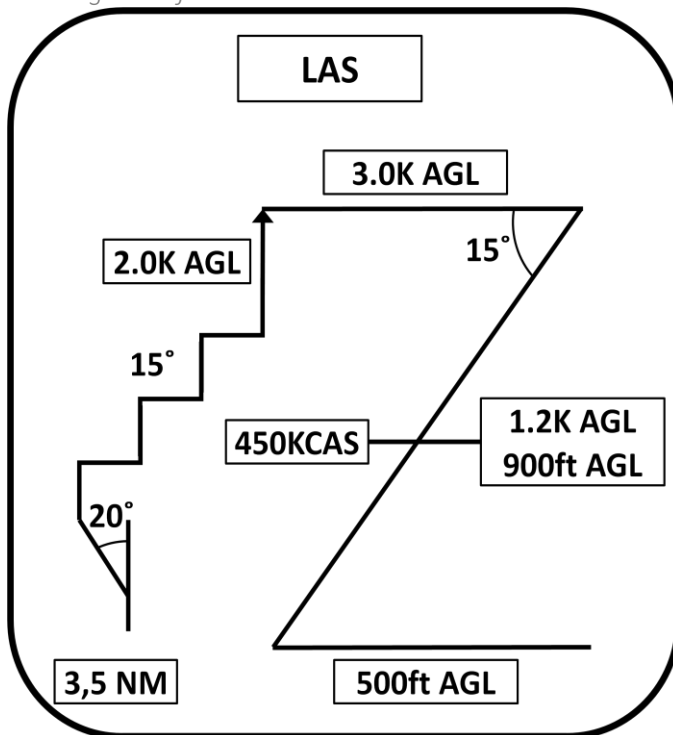 LAS
3.0K AGL
2.0K AGL
15°
15°
450KCAS
1.2K AGL
900ft AGL
20°
3,5 NM
500ft AGL